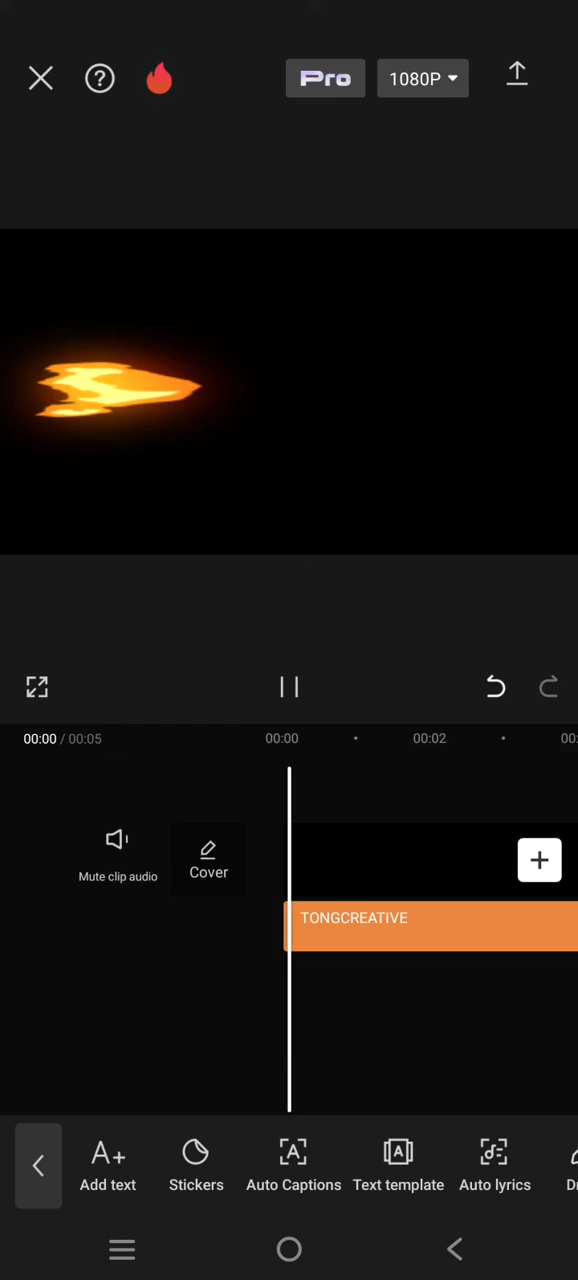 Pro 1080P
00:00 / 00:05 00:00 00:02 00:
Mute clip audio
Cover
TONGCREATIVE
Add text Stickers Auto Captions Text template Auto lyrics